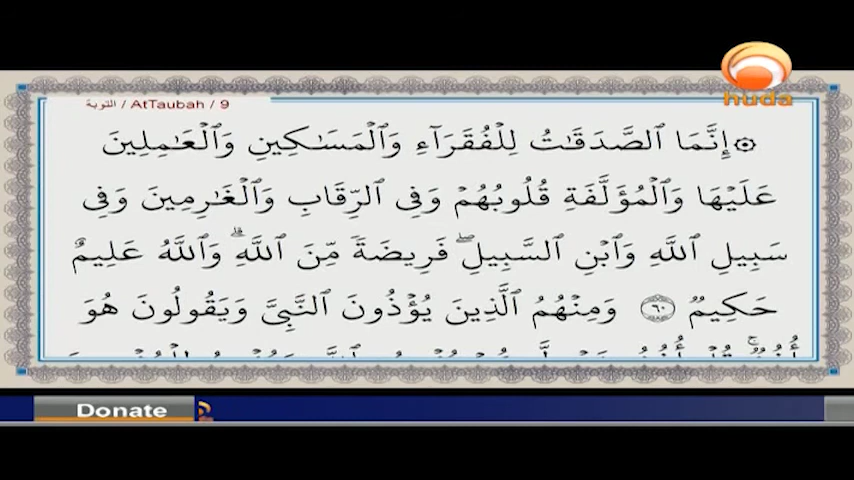 huda
التوبة / AtTaubah / 9
۞ إِنَّمَا ٱلصَّدَقَـٰتُ لِلْفُقَرَآءِ وَٱلْمَسَـٰكِينِ وَٱلْعَـٰمِلِينَ
عَلَيْهَا وَٱلْمُؤَلَّفَةِ قُلُوبُهُمْ وَفِى ٱلرِّقَابِ وَٱلْغَـٰرِمِينَ وَفِى
سَبِيلِ ٱللَّهِ وَٱبْنِ ٱلسَّبِيلِ ۖ فَرِيضَةً مِّنَ ٱللَّهِ ۗ وَٱللَّهُ عَلِيمٌ
حَكِيمٌ ٦٠ وَمِنْهُمُ ٱلَّذِينَ يُؤْذُونَ ٱلنَّبِىَّ وَيَقُولُونَ هُوَ
Donate